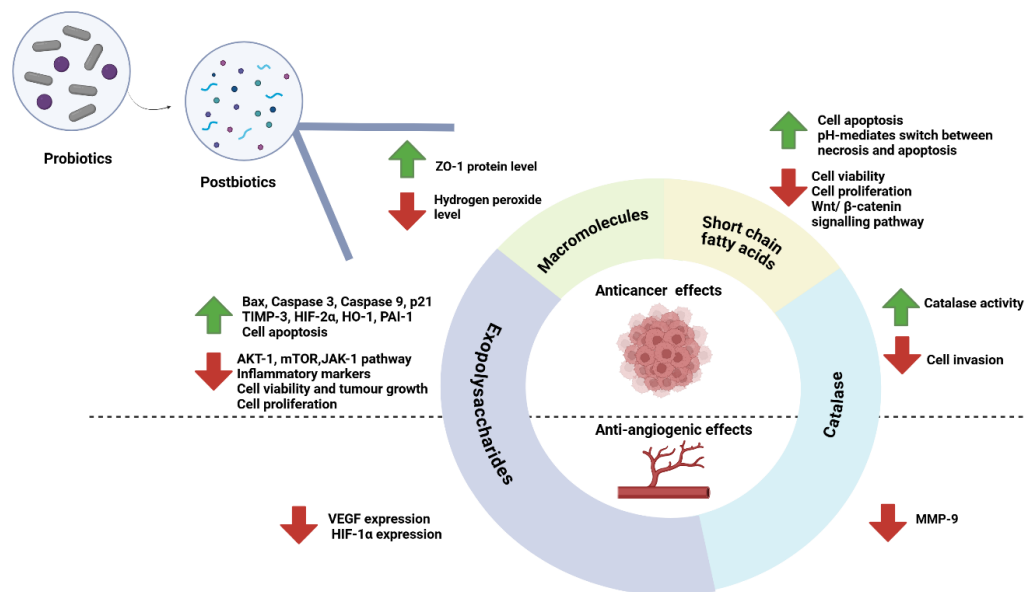 Probiotics
Postbiotics
ZO-1 protein level
Hydrogen peroxide
level
Cell apoptosis
pH-mediates switch between
necrosis and apoptosis
Cell viability
Cell proliferation
Wnt/ β-catenin
signalling pathway
Macromolecules
Short chain
fatty acids
Exopolysaccharides
Catalase
Anticancer effects
Bax, Caspase 3, Caspase 9, p21
TIMP-3, HIF-2α, HO-1, PAI-1
Cell apoptosis
AKT-1, mTOR,JAK-1 pathway
Inflammatory markers
Cell viability and tumour growth
Cell proliferation
Catalase activity
Cell invasion
Anti-angiogenic effects
VEGF expression
HIF-1α expression
MMP-9